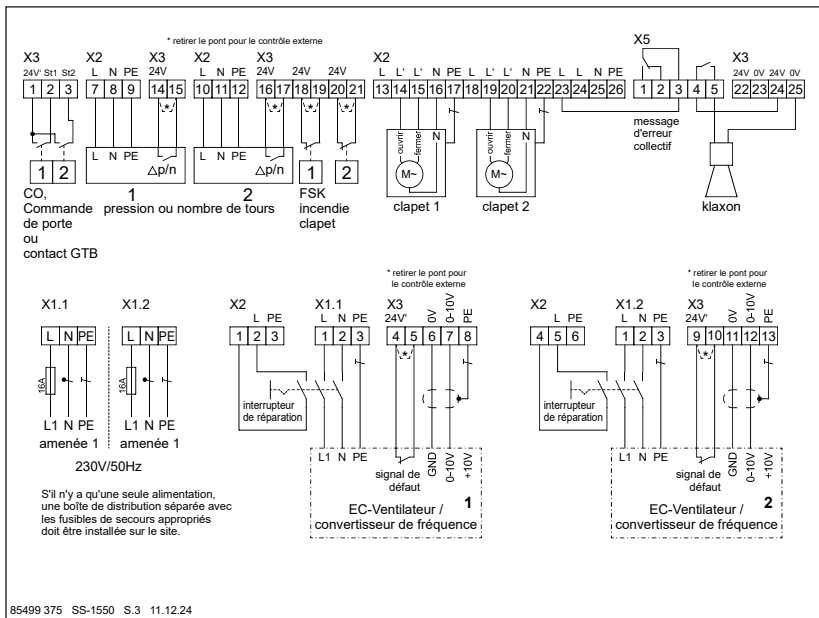 * retirer le pont pour le contrôle externe
X3 X2 X3 X2 X3 X2 X5 X3
24V' St1 St2 L N PE 24V L N PE 24V 24V 24V L L' L' N PE L L' L' N PE L L N PE 24V 0V 24V 0V
1 2 3 7 8 9 14 15 10 11 12 16 17 18 19 20 21 13 14 15 16 17 18 19 20 21 22 23 24 25 26 1 2 3 4 5 22 23 24 25
* * * *
ouvrir fermer N ouvrir fermer N
L N PE L N PE
M~ M~
1 2 Δp/n Δp/n 1 2
message
d'erreur
collectif
1 2
CO,
Commande
de porte
ou
contact GTB
pression ou nombre de tours
FSK
incendie
clapet
clapet 1 clapet 2 klaxon
X1.1 X1.2
L N PE L N PE
16A 16A
L1 N PE L1 N PE
amenée 1 amenée 1
230V/50Hz
S'il n'y a qu'une seule alimentation,
une boîte de distribution séparée avec
les fusibles de secours appropriés
doit être installée sur le site.
* retirer le pont pour
le contrôle externe
X2 X1.1 X3
L PE L N PE 24V' 0V 0-10V PE
1 2 3 1 2 3 4 5 6 7 8
*
interrupteur
de réparation
L1 N PE signal de
défaut GND 0-10V +10V
EC-Ventilateur / 1
convertisseur de fréquence
* retirer le pont pour
le contrôle externe
X2 X1.2 X3
L PE L N PE 24V' 0V 0-10V PE
4 5 6 1 2 3 9 10 11 12 13
*
interrupteur
de réparation
L1 N PE signal de
défaut GND 0-10V +10V
EC-Ventilateur / 2
convertisseur de fréquence
85499 375 SS-1550 S.3 11.12.24